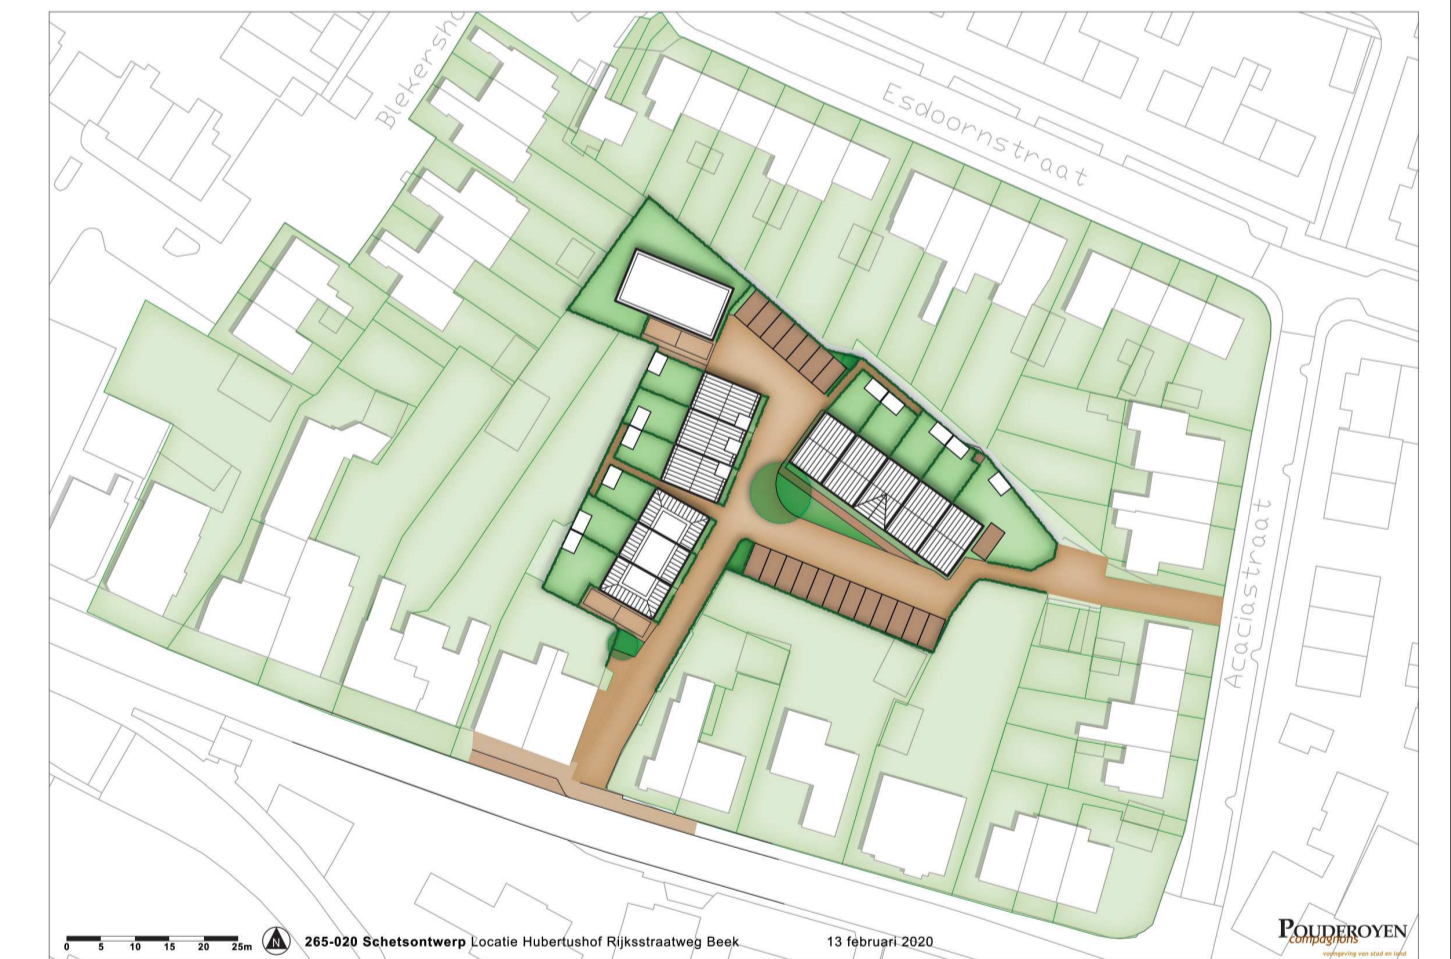 Blekersho
Esdoornstraat
Acaciastraat
0 5 10 15 20 25m
N
265-020 Schetsontwerp Locatie Hubertushof Rijksstraatweg Beek
13 februari 2020
POUDEROYEN
compagnons
vormgeving van stad en land